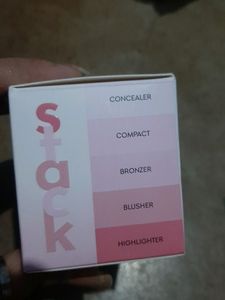 stack
CONCEALER
COMPACT
BRONZER
BLUSHER
HIGHLIGHTER